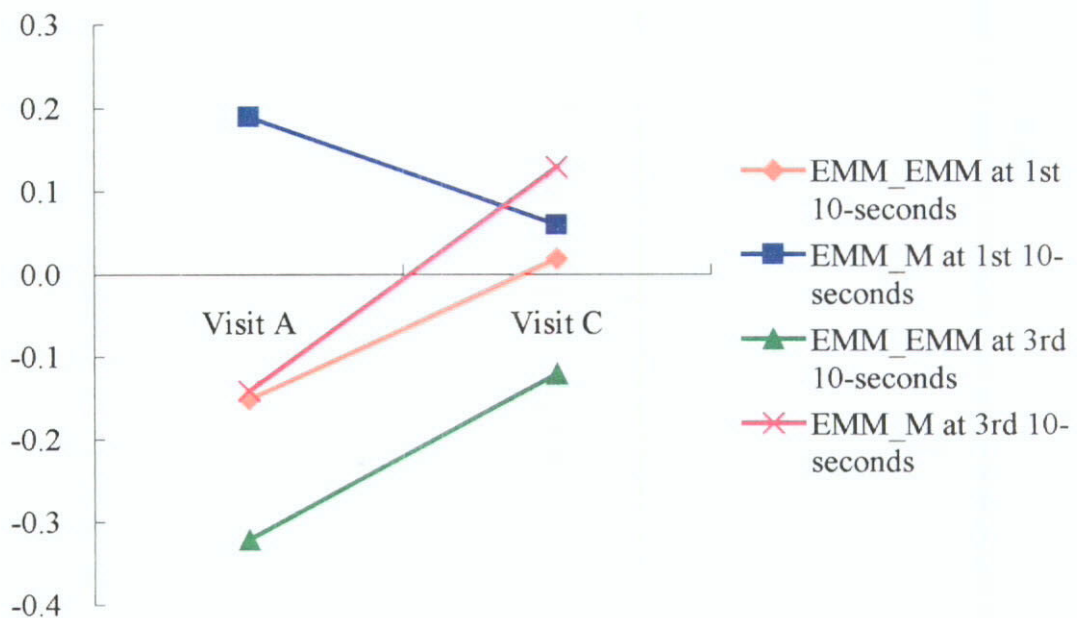 0.3
0.2
0.1
0.0
-0.1
-0.2
-0.3
-0.4
Visit A
Visit C
EMM_EMM at 1st
10-seconds
EMM_M at 1st 10-
seconds
EMM_EMM at 3rd
10-seconds
EMM_M at 3rd 10-
seconds